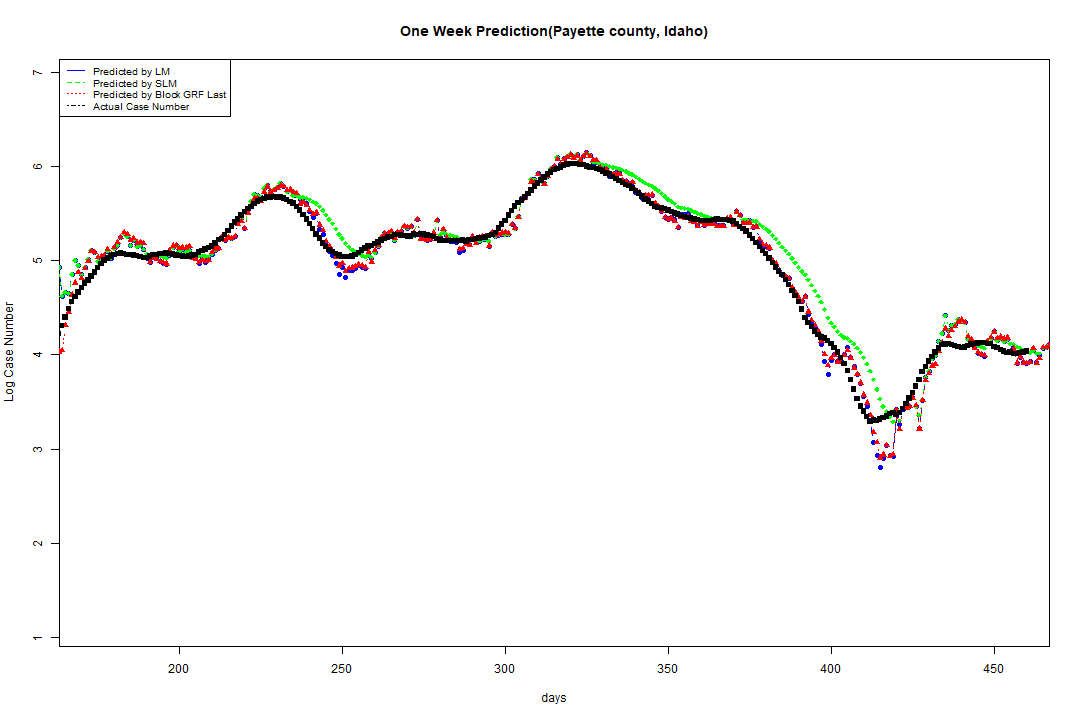 One Week Prediction(Payette county, Idaho)
Predicted by LM
Predicted by SLM
Predicted by Block GRF Last
Actual Case Number
Log Case Number
7
6
5
4
3
2
1
200 250 300 350 400 450
days